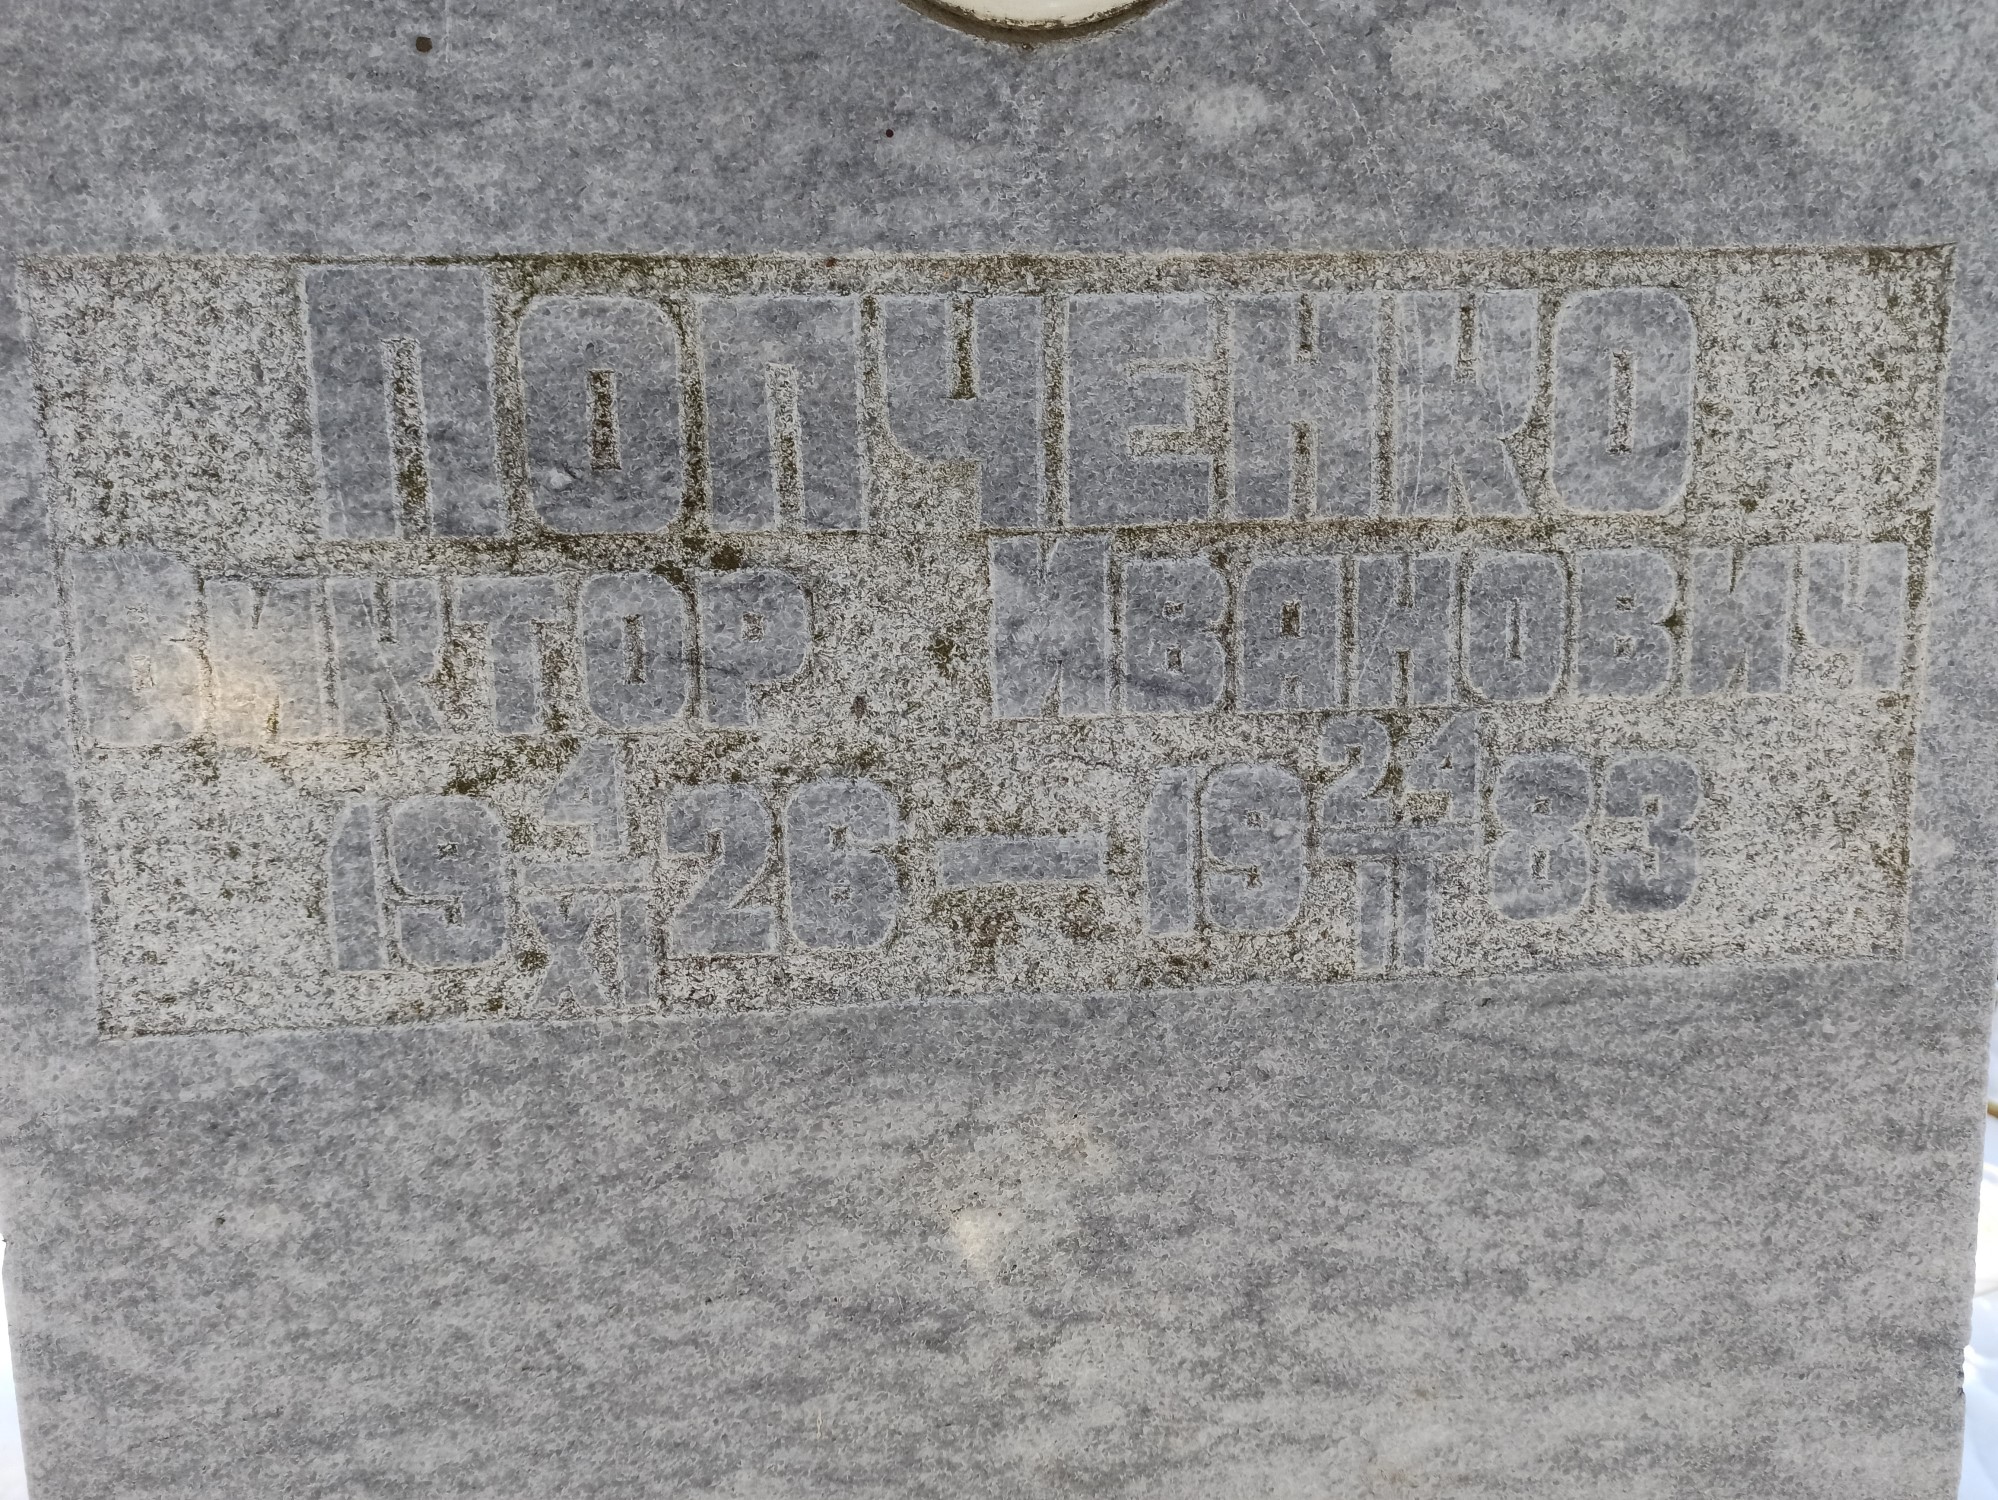 ПОПЧЕНКО
ВИКТОР ИВАНОВИЧ
19 4/XI 26 — 19 24/II 83